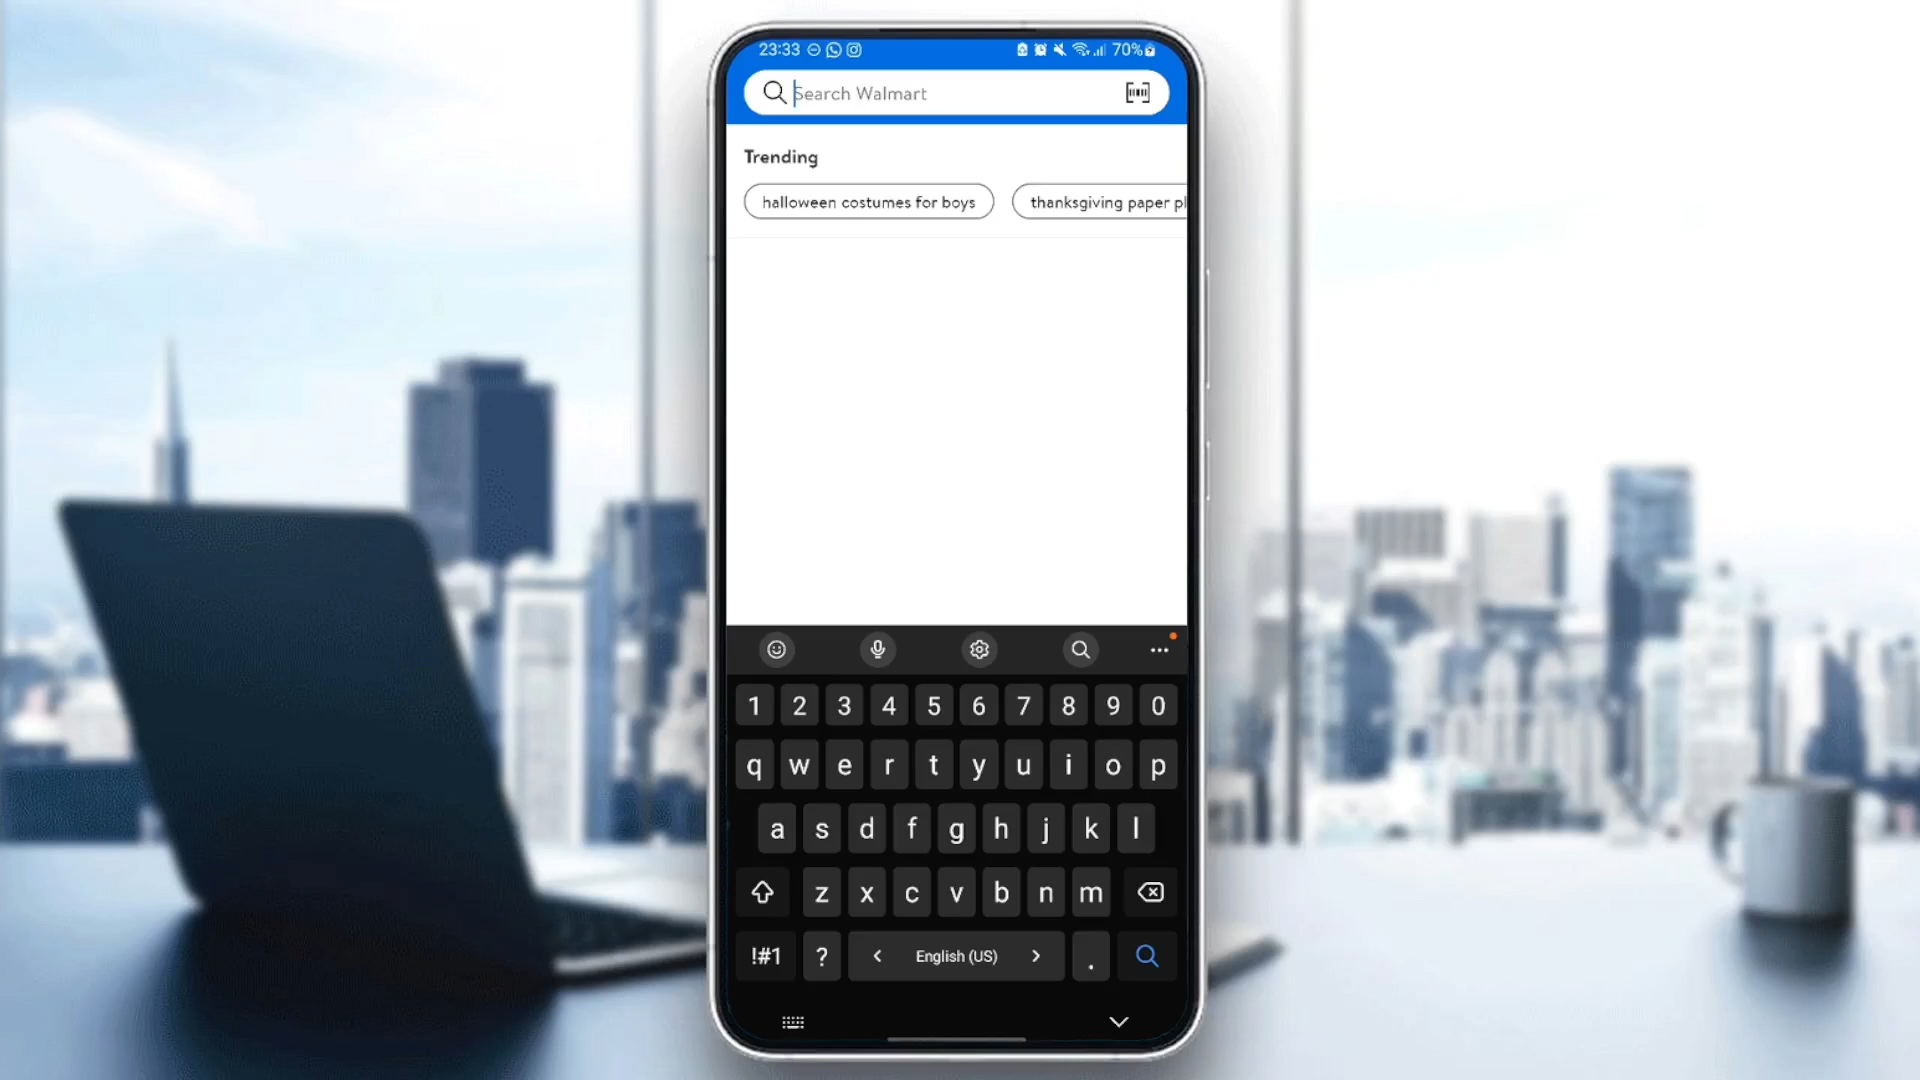 23:33 70%
Search Walmart
Trending
halloween costumes for boys thanksgiving paper pl
1 2 3 4 5 6 7 8 9 0
q w e r t y u i o p
a s d f g h j k l
z x c v b n m
!#1 ? < English (US) > .